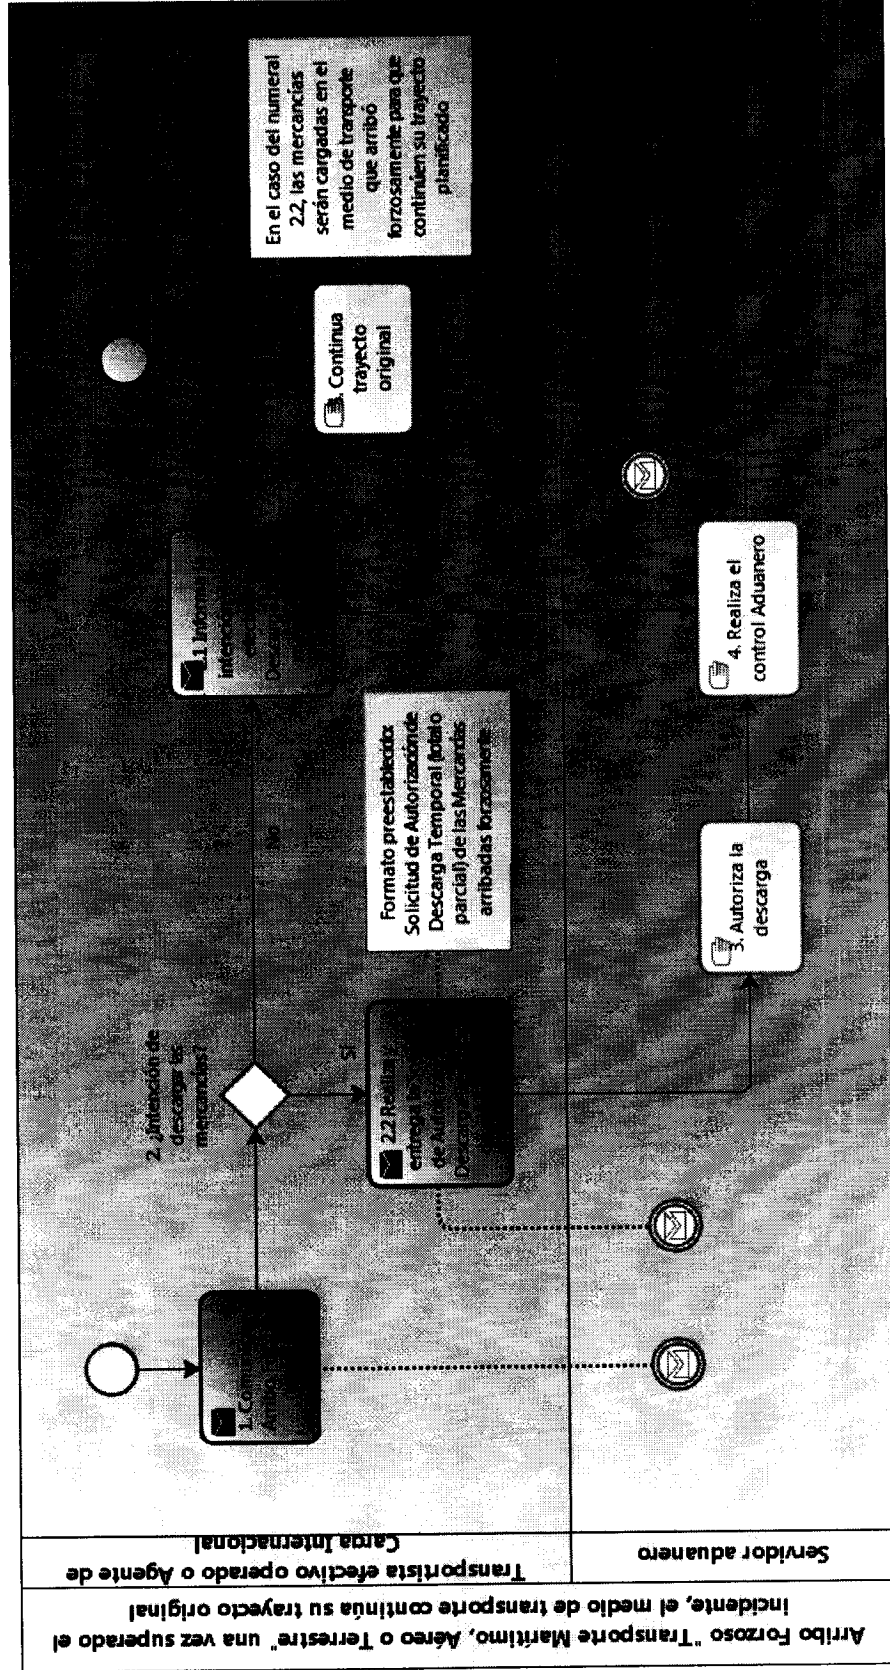 Arribo Forzoso "Transporte Marítimo, Aéreo o Terrestre" una vez superado el
incidente, el medio de transporte continúa su trayecto original
Transportista efectivo operado o Agente de
Carga Internacional
Servidor aduanero
2. ¿Intención de
descargar las
mercancías?
No
Si
2.2 Realiza y
entrega la
de
Formato preestablecido:
Solicitud de Autorización de
Descarga Temporal (total o
parcial) de las Mercancías
arribadas forzosamente
3. Autoriza la
descarga
4. Realiza el
control Aduanero
Continua
trayecto
original
En el caso del numeral
2.2, las mercancías
serán cargadas en el
medio de transporte
que arribó
forzosamente para que
continúen su trayecto
planificado